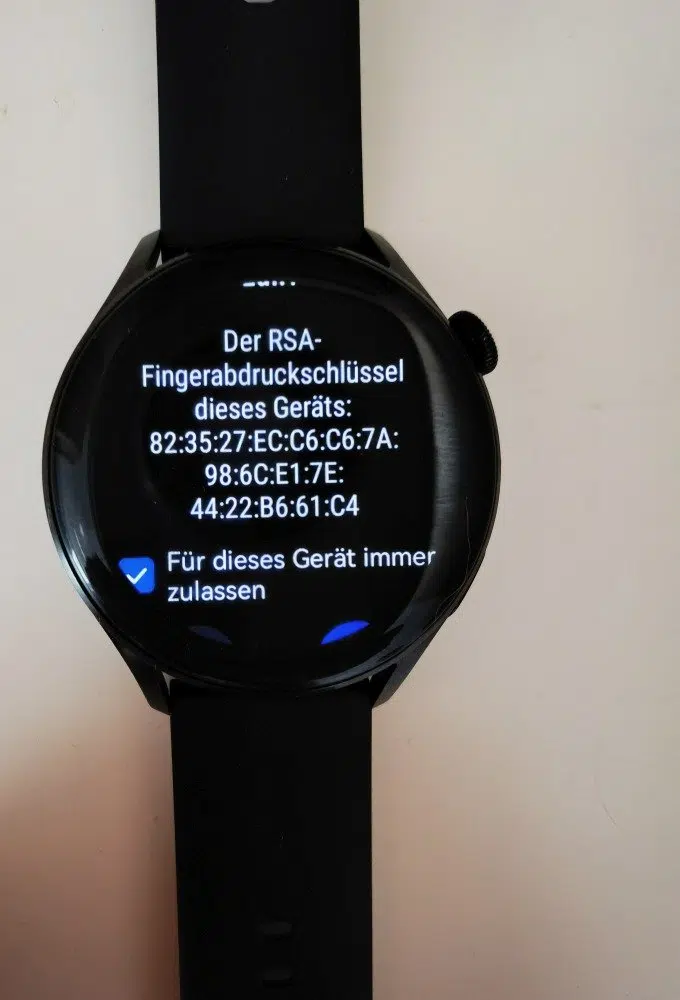 Der RSA-
Fingerabdruckschlüssel
dieses Geräts:
82:35:27:EC:C6:C6:7A:
98:6C:E1:7E:
44:22:B6:61:C4
Für dieses Gerät immer
zulassen